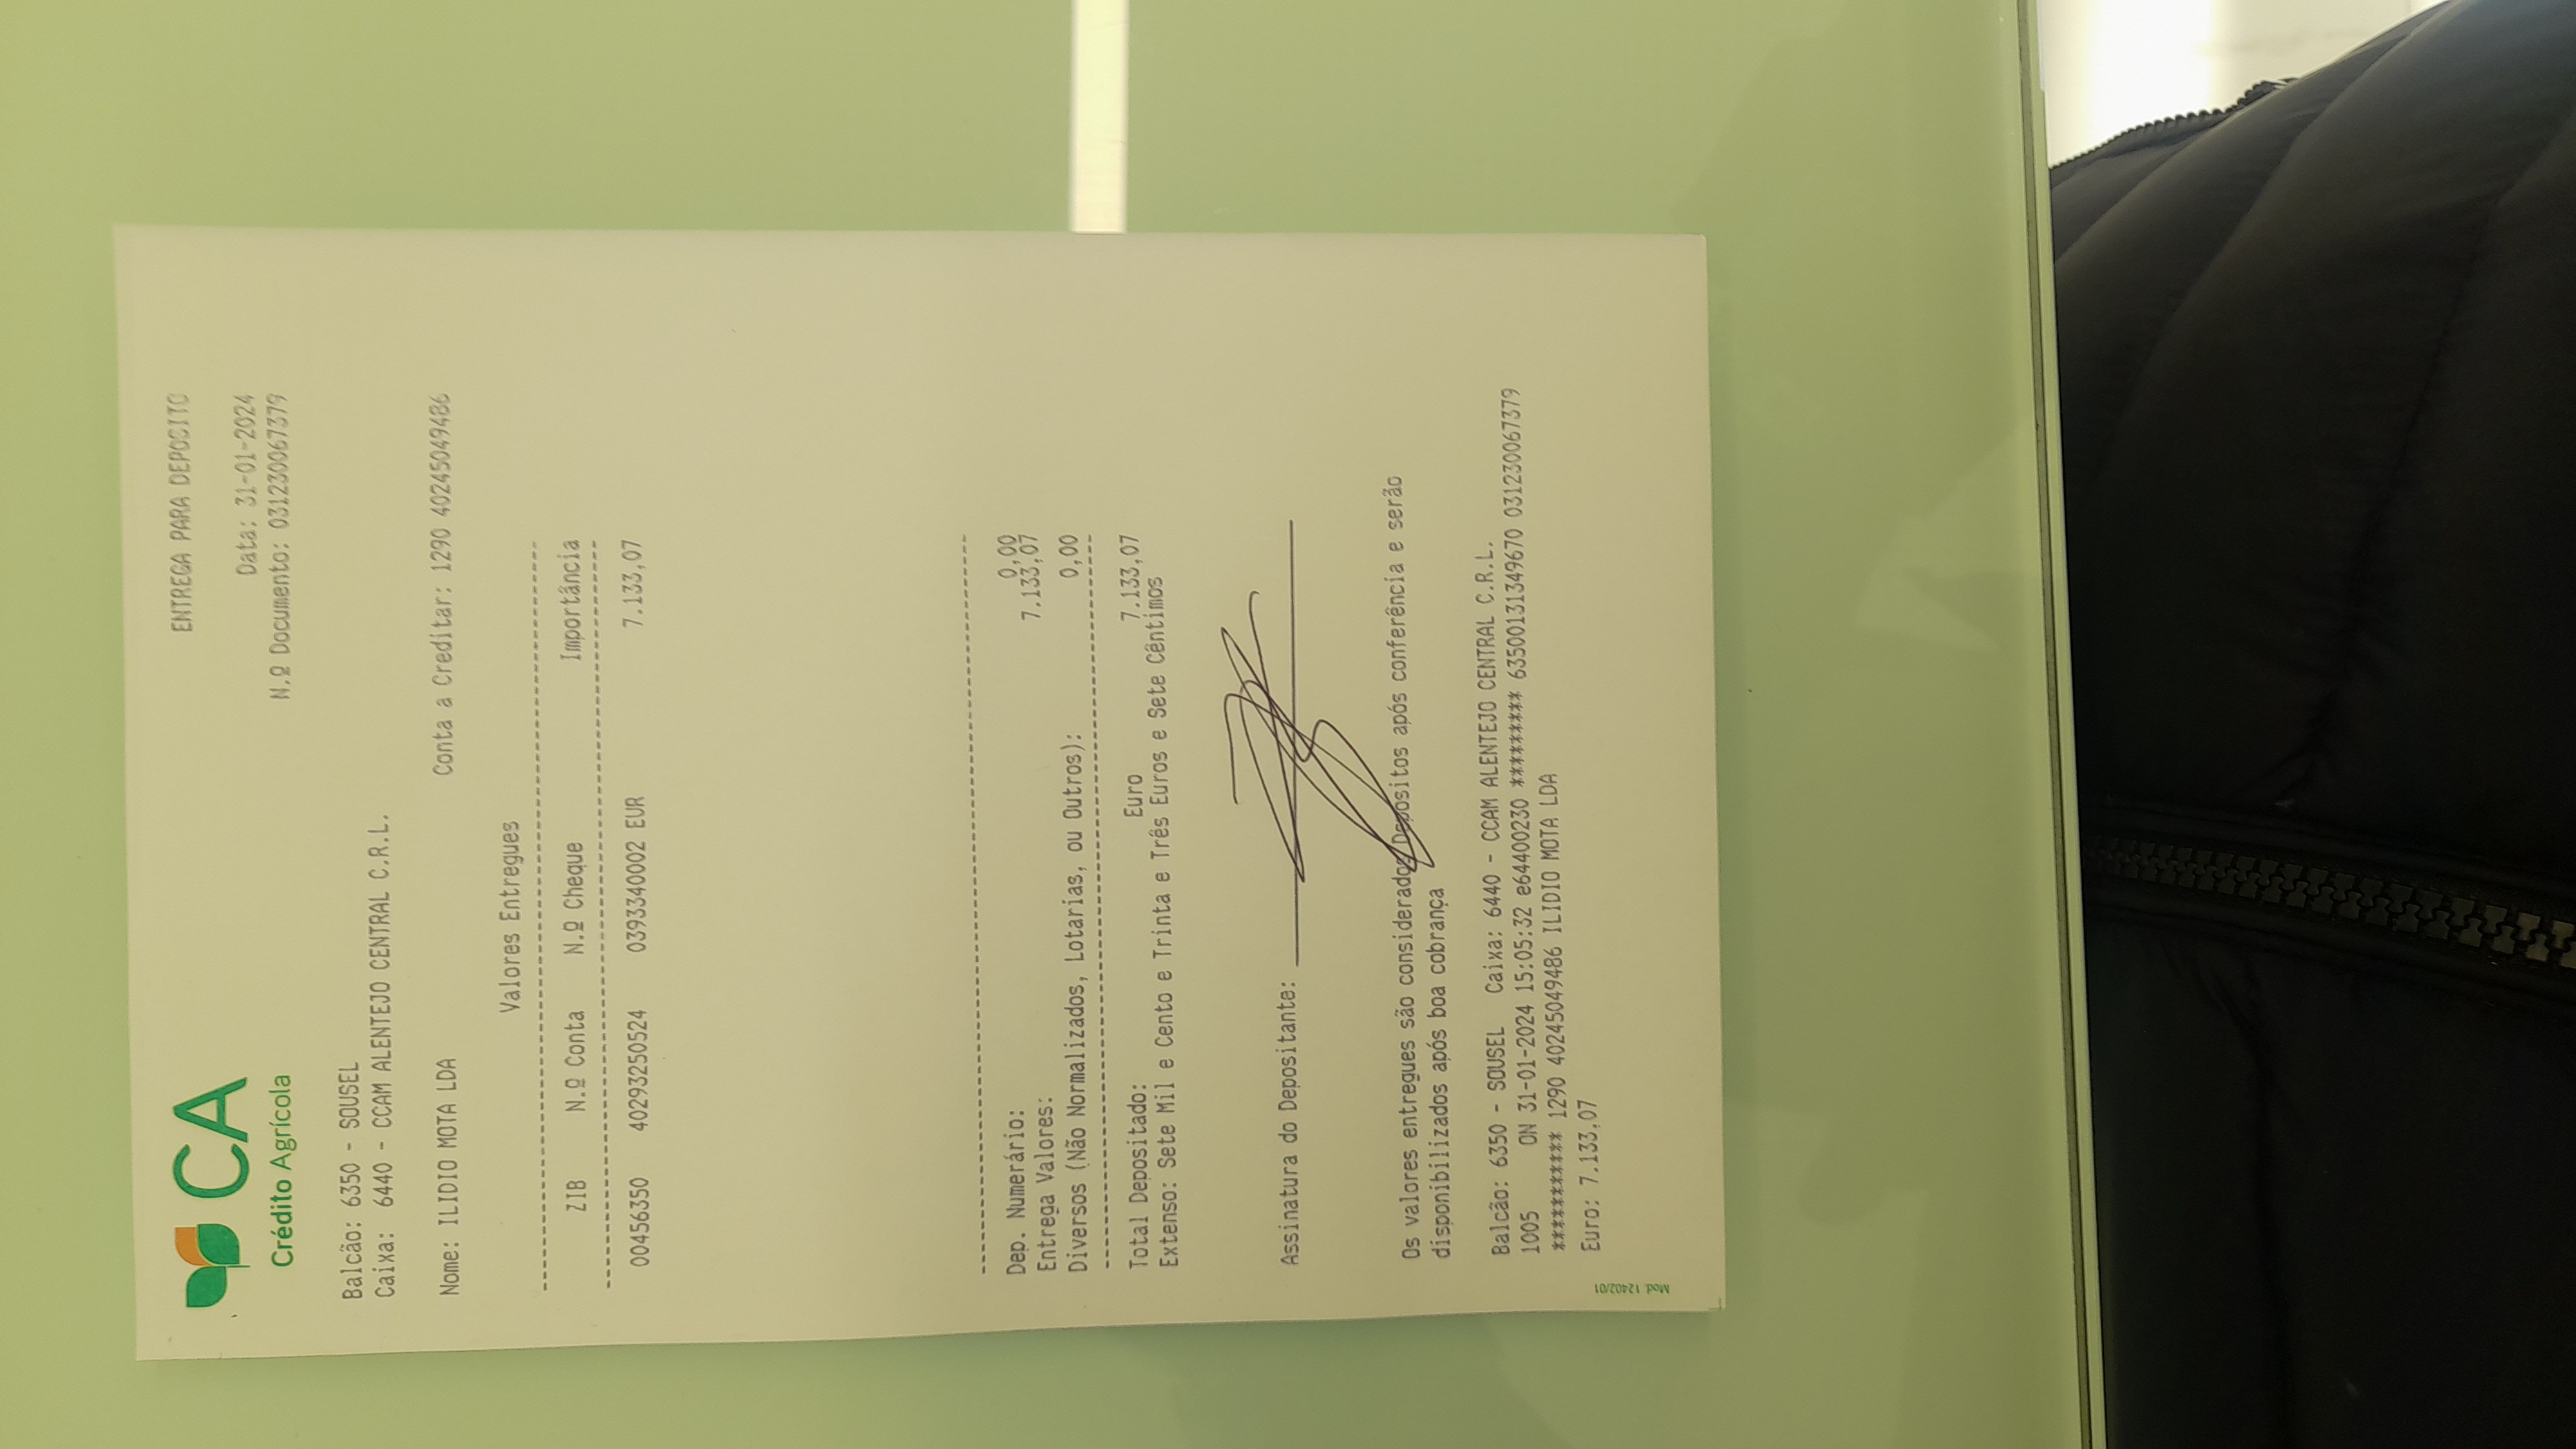 CA
Crédito Agrícola
ENTREGA PARA DEPOSITO
Data: 31-01-2024
N.º Documento: 03123006737​9
Balcão: 6350 - SOUSEL
Caixa: 6440 - CCAM ALENTEJO CENTRAL C.R.L.
Nome: ILIDIO MOTA LDA Conta a Creditar: 1290 40245049486
Valores Entregues
ZIB N.º Conta N.º Cheque Importância
00456350 40293250524 0393340002 EUR 7.133,07
Dep. Numerário: 0,00
Entrega Valores: 7.133,07
Diversos (Não Normalizados, Lotarias, ou Outros): 0,00
Total Depositado: Euro 7.133,07
Extenso: Sete Mil e Cento e Trinta e Três Euros e Sete Cêntimos
Assinatura do Depositante:
Os valores entregues são considerados Depositos após conferência e serão
disponibilizados após boa cobrança
Balcão: 6350 - SOUSEL Caixa: 6440 - CCAM ALENTEJO CENTRAL C.R.L.
1005 ON 31-01-2024 15:05:32 e64400230 ********* 6350013134967​0 031230067379
*********** 1290 40245049486 ILIDIO MOTA LDA
Euro: 7.133,07
Mod. 12402/01